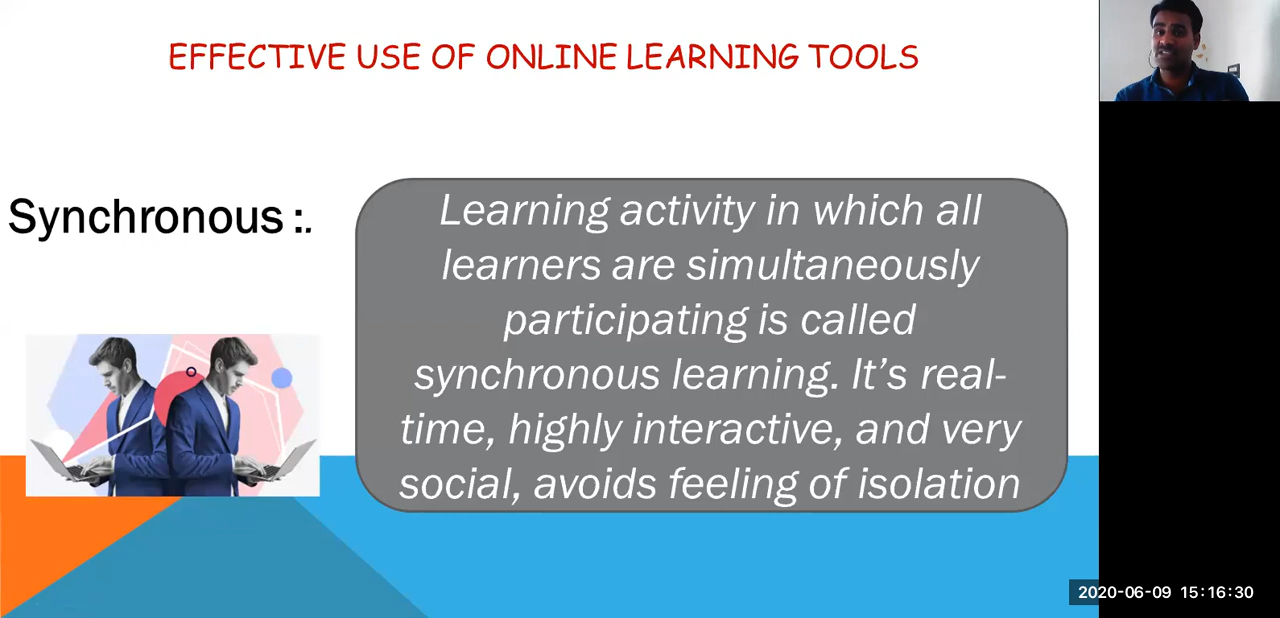 EFFECTIVE USE OF ONLINE LEARNING TOOLS
Synchronous :.
Learning activity in which all
learners are simultaneously
participating is called
synchronous learning. It’s real-
time, highly interactive, and very
social, avoids feeling of isolation
2020-06-09 15:16:30